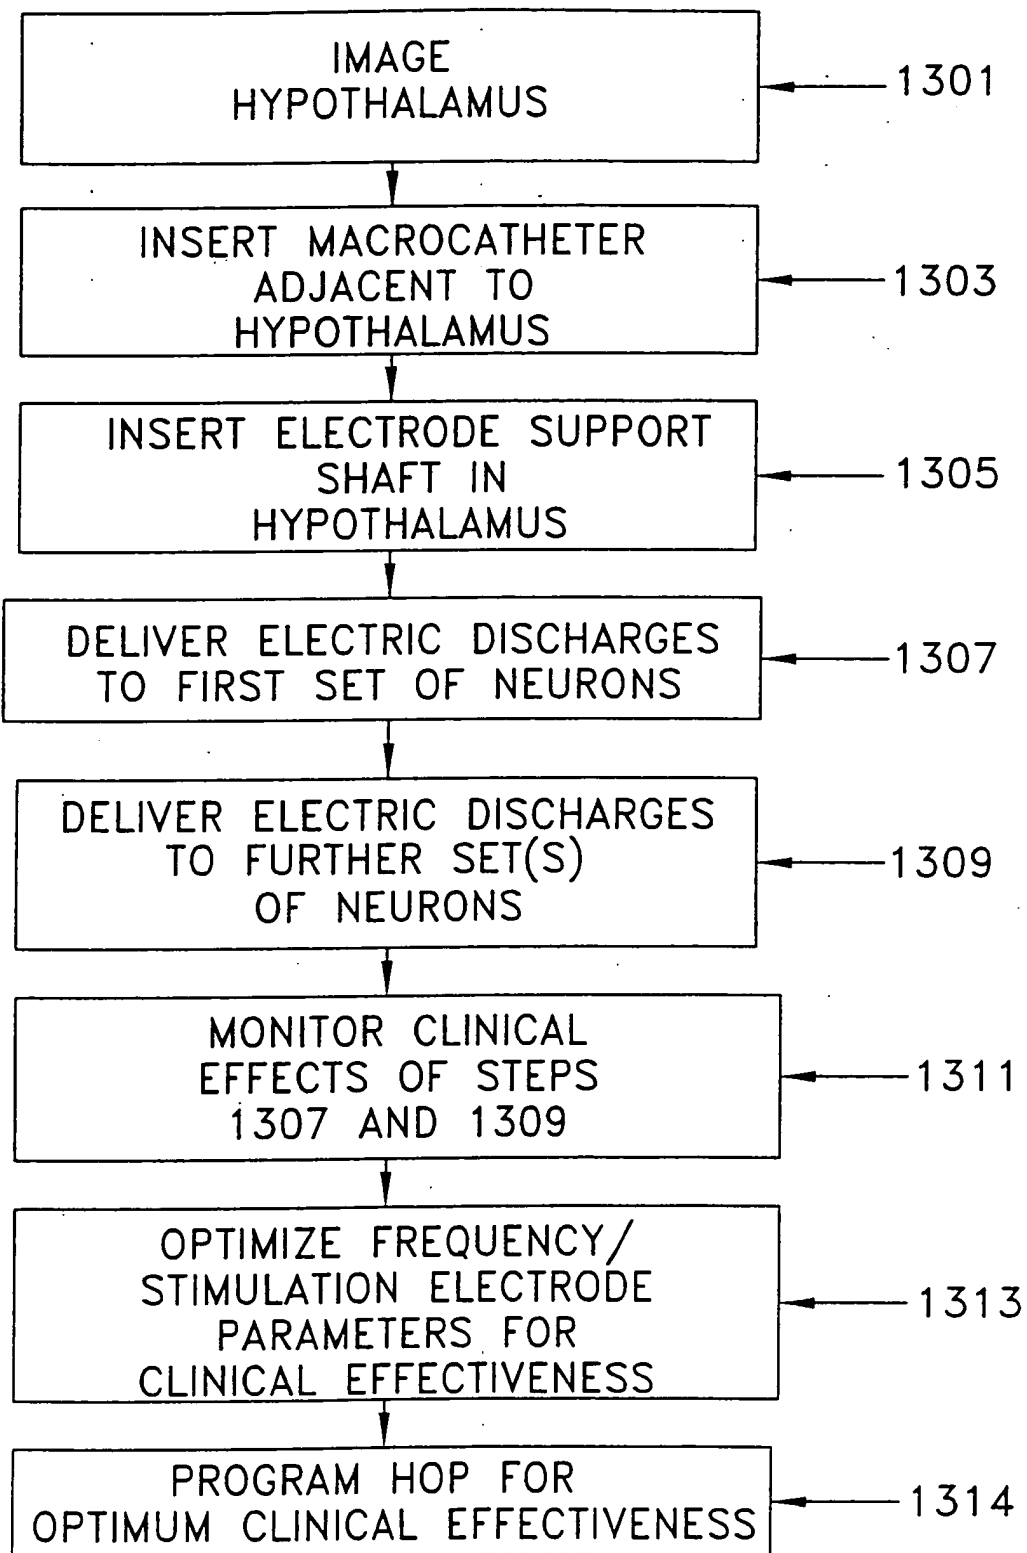 IMAGE
HYPOTHALAMUS
1301
INSERT MACROCATHETER
ADJACENT TO
HYPOTHALAMUS
1303
INSERT ELECTRODE SUPPORT
SHAFT IN
HYPOTHALAMUS
1305
DELIVER ELECTRIC DISCHARGES
TO FIRST SET OF NEURONS
1307
DELIVER ELECTRIC DISCHARGES
TO FURTHER SET(S)
OF NEURONS
1309
MONITOR CLINICAL
EFFECTS OF STEPS
1307 AND 1309
1311
OPTIMIZE FREQUENCY/
STIMULATION ELECTRODE
PARAMETERS FOR
CLINICAL EFFECTIVENESS
1313
PROGRAM HOP FOR
OPTIMUM CLINICAL EFFECTIVENESS
1314